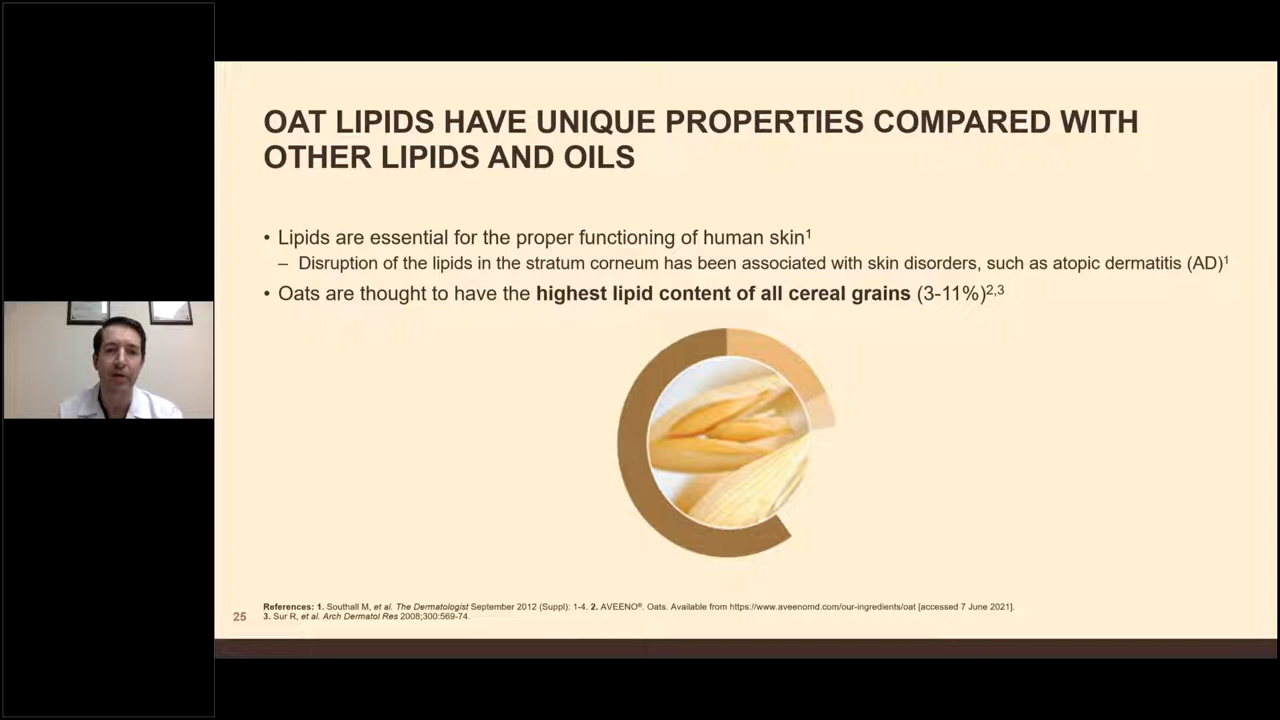 OAT LIPIDS HAVE UNIQUE PROPERTIES COMPARED WITH
OTHER LIPIDS AND OILS
• Lipids are essential for the proper functioning of human skin¹
– Disruption of the lipids in the stratum corneum has been associated with skin disorders, such as atopic dermatitis (AD)¹
• Oats are thought to have the highest lipid content of all cereal grains (3-11%)²,³
References: 1. Southall M, et al. The Dermatologist September 2012 (Suppl): 1-4. 2. AVEENO®. Oats. Available from https://www.aveenomd.com/our-ingredients/oat [accessed 7 June 2021].
3. Sur R, et al. Arch Dermatol Res 2008;300:569-74.
25